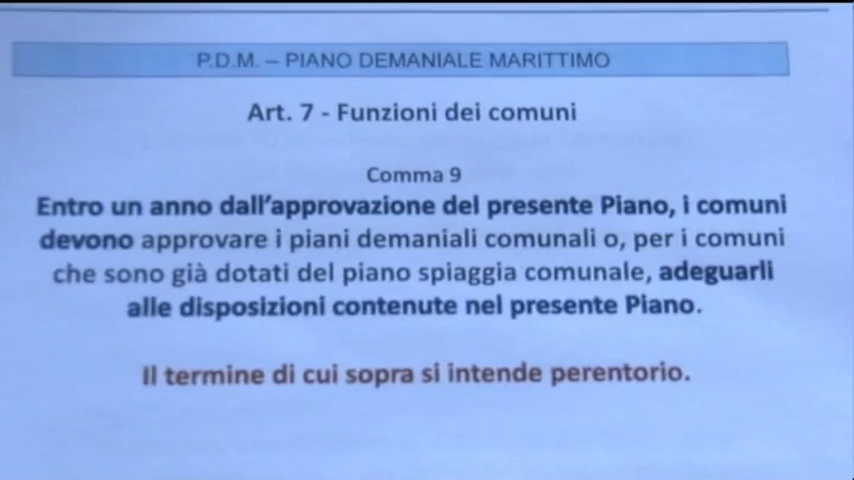 P.D.M. – PIANO DEMANIALE MARITTIMO
Art. 7 - Funzioni dei comuni
Comma 9
Entro un anno dall'approvazione del presente Piano, i comuni
devono approvare i piani demaniali comunali o, per i comuni
che sono già dotati del piano spiaggia comunale, adeguarli
alle disposizioni contenute nel presente Piano.
Il termine di cui sopra si intende perentorio.